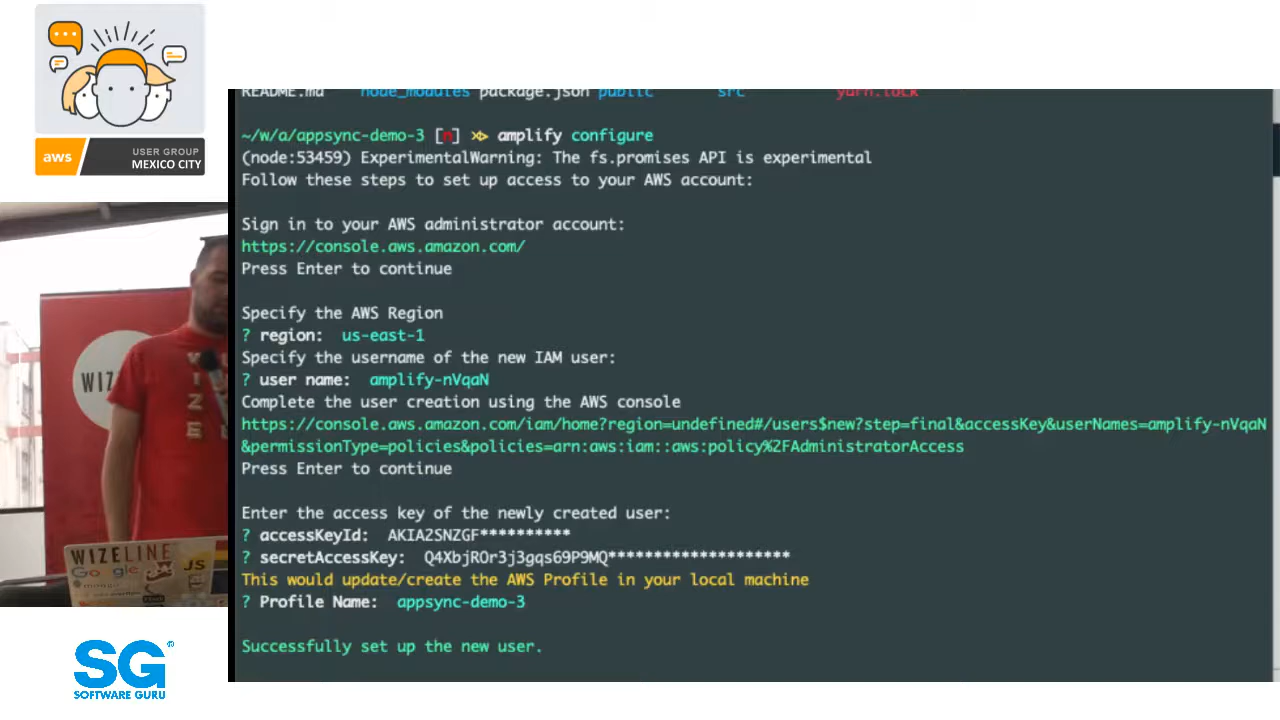 aws
USER GROUP
MEXICO CITY
README.md node_modules package.json public src yarn.lock
~/w/a/appsync-demo-3 [n] amplify configure
(node:53459) ExperimentalWarning: The fs.promises API is experimental
Follow these steps to set up access to your AWS account:
Sign in to your AWS administrator account:
https://console.aws.amazon.com/
Press Enter to continue
Specify the AWS Region
? region: us-east-1
Specify the username of the new IAM user:
? user name: amplify-nVqaN
Complete the user creation using the AWS console
https://console.aws.amazon.com/iam/home?region=undefined#/users$new?step=final&accessKey&userNames=amplify-nVqaN
&permissionType=policies&policies=arn:aws:iam::aws:policy%2FAdministratorAccess
Press Enter to continue
Enter the access key of the newly created user:
? accessKeyId: AKIA2SNZGF**********
? secretAccessKey: Q4XbjROr3j3gqs69P9MQ********************
This would update/create the AWS Profile in your local machine
? Profile Name: appsync-demo-3
Successfully set up the new user.
WIZ
WIZE
WIZELINE
Google
JS
SG
SOFTWARE GURU